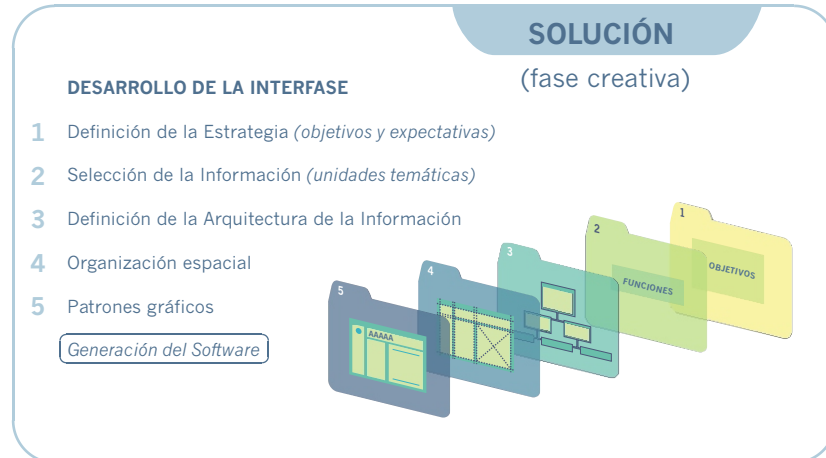 SOLUCIÓN
(fase creativa)
DESARROLLO DE LA INTERFASE
1 Definición de la Estrategia (objetivos y expectativas)
2 Selección de la Información (unidades temáticas)
3 Definición de la Arquitectura de la Información
4 Organización espacial
5 Patrones gráficos
Generación del Software
1
OBJETIVOS
2
FUNCIONES
3
4
5
AAAAA